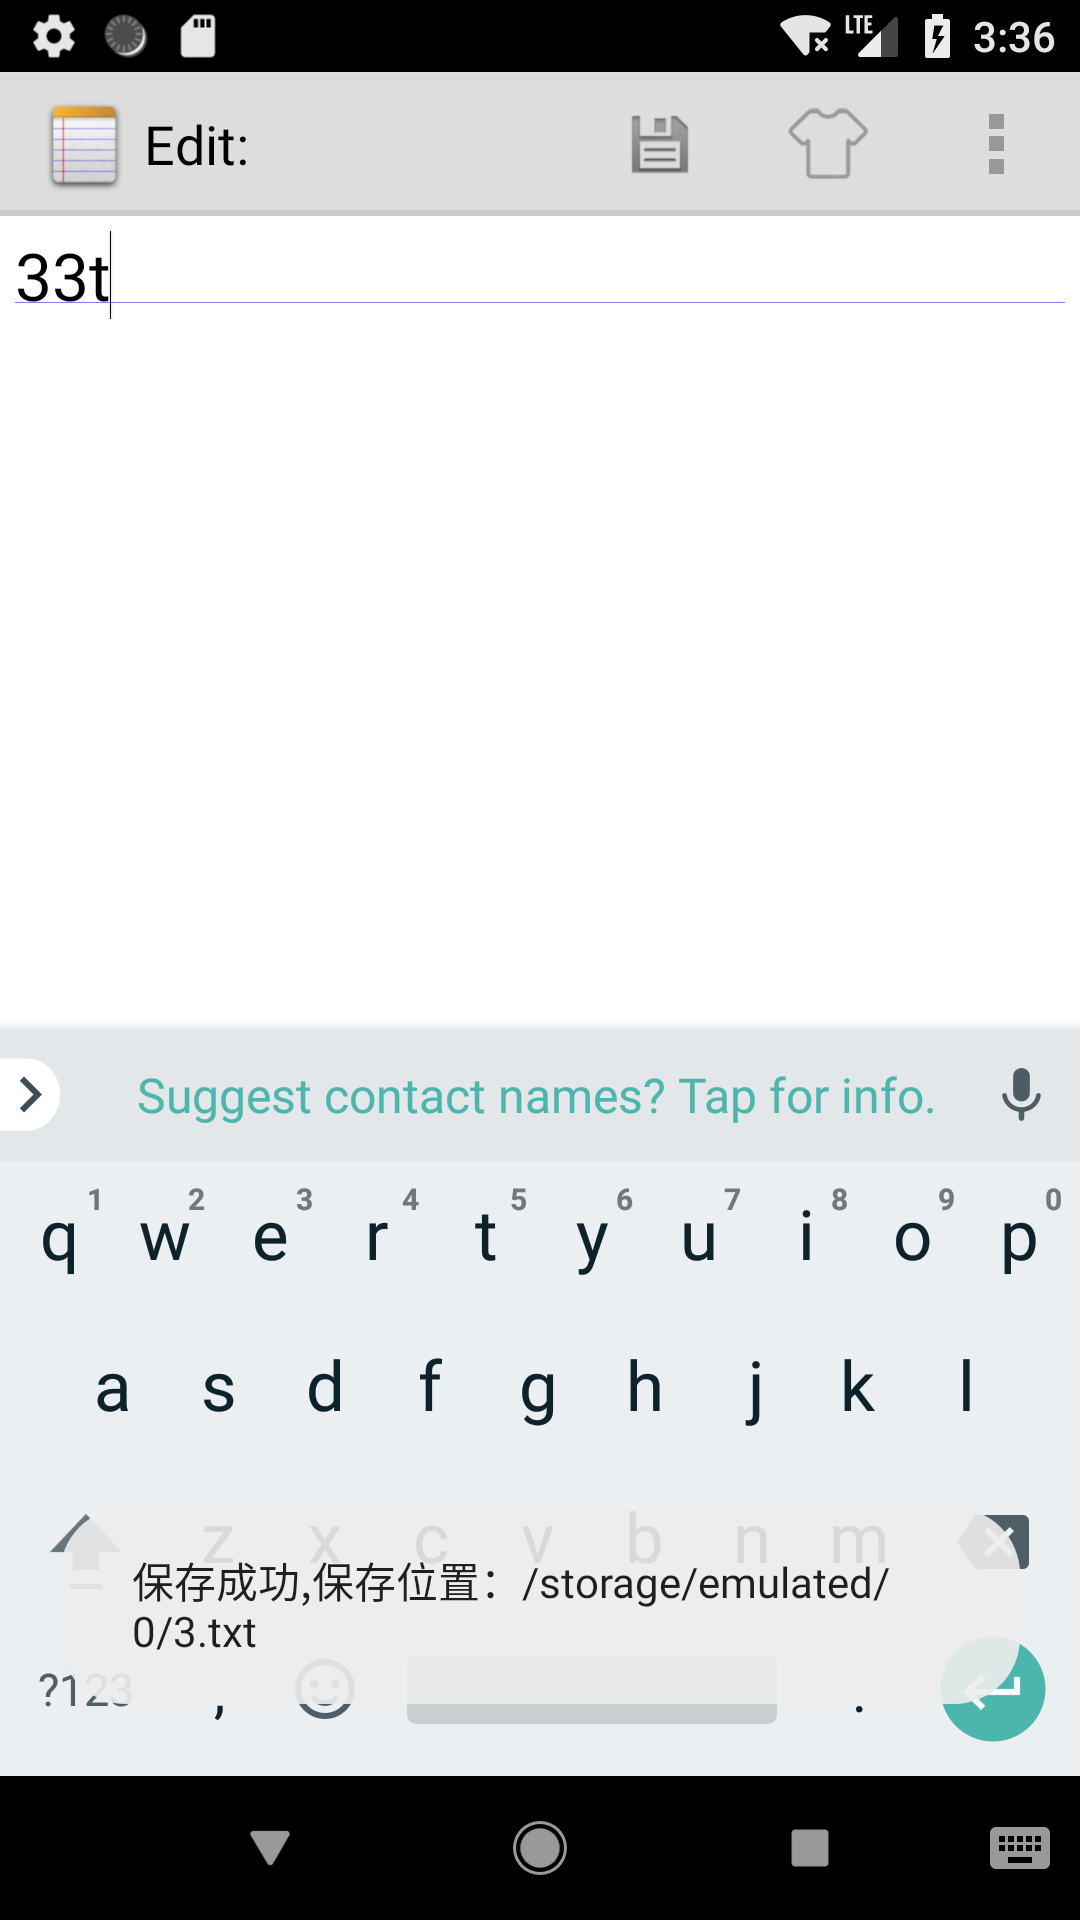 LTE 3:36
Edit:
33t
Suggest contact names? Tap for info.
1 2 3 4 5 6 7 8 9 0
q w e r t y u i o p
a s d f g h j k l
z x c v b n m
保存成功,保存位置：/storage/emulated/
0/3.txt
?123 , .